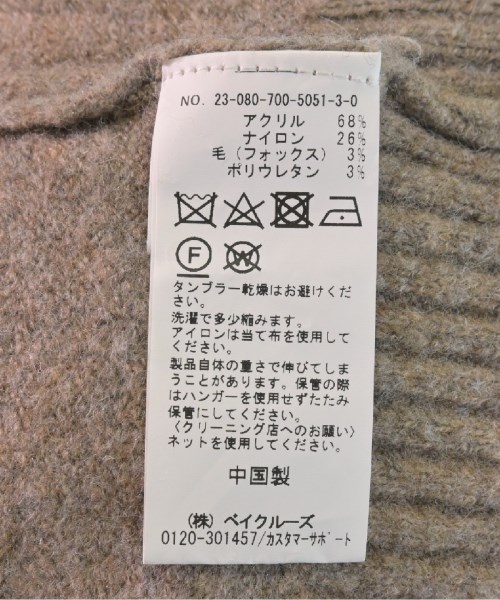 NO. 23-080-700-5051-3-0
アクリル 68%
ナイロン 26%
毛(フォックス) 3%
ポリウレタン 3%
F W
タンブラー乾燥はお避けくだ
さい。
洗濯で多少縮みます。
アイロンは当て布を使用して
ください。
製品自体の重さで伸びてしま
うことがあります。保管の際
はハンガーを使用せずたたみ
保管にしてください。
〈クリーニング店へのお願い〉
ネットを使用してください。
中国製
(株) ベイクルーズ
0120-301457/カスタマーサポート